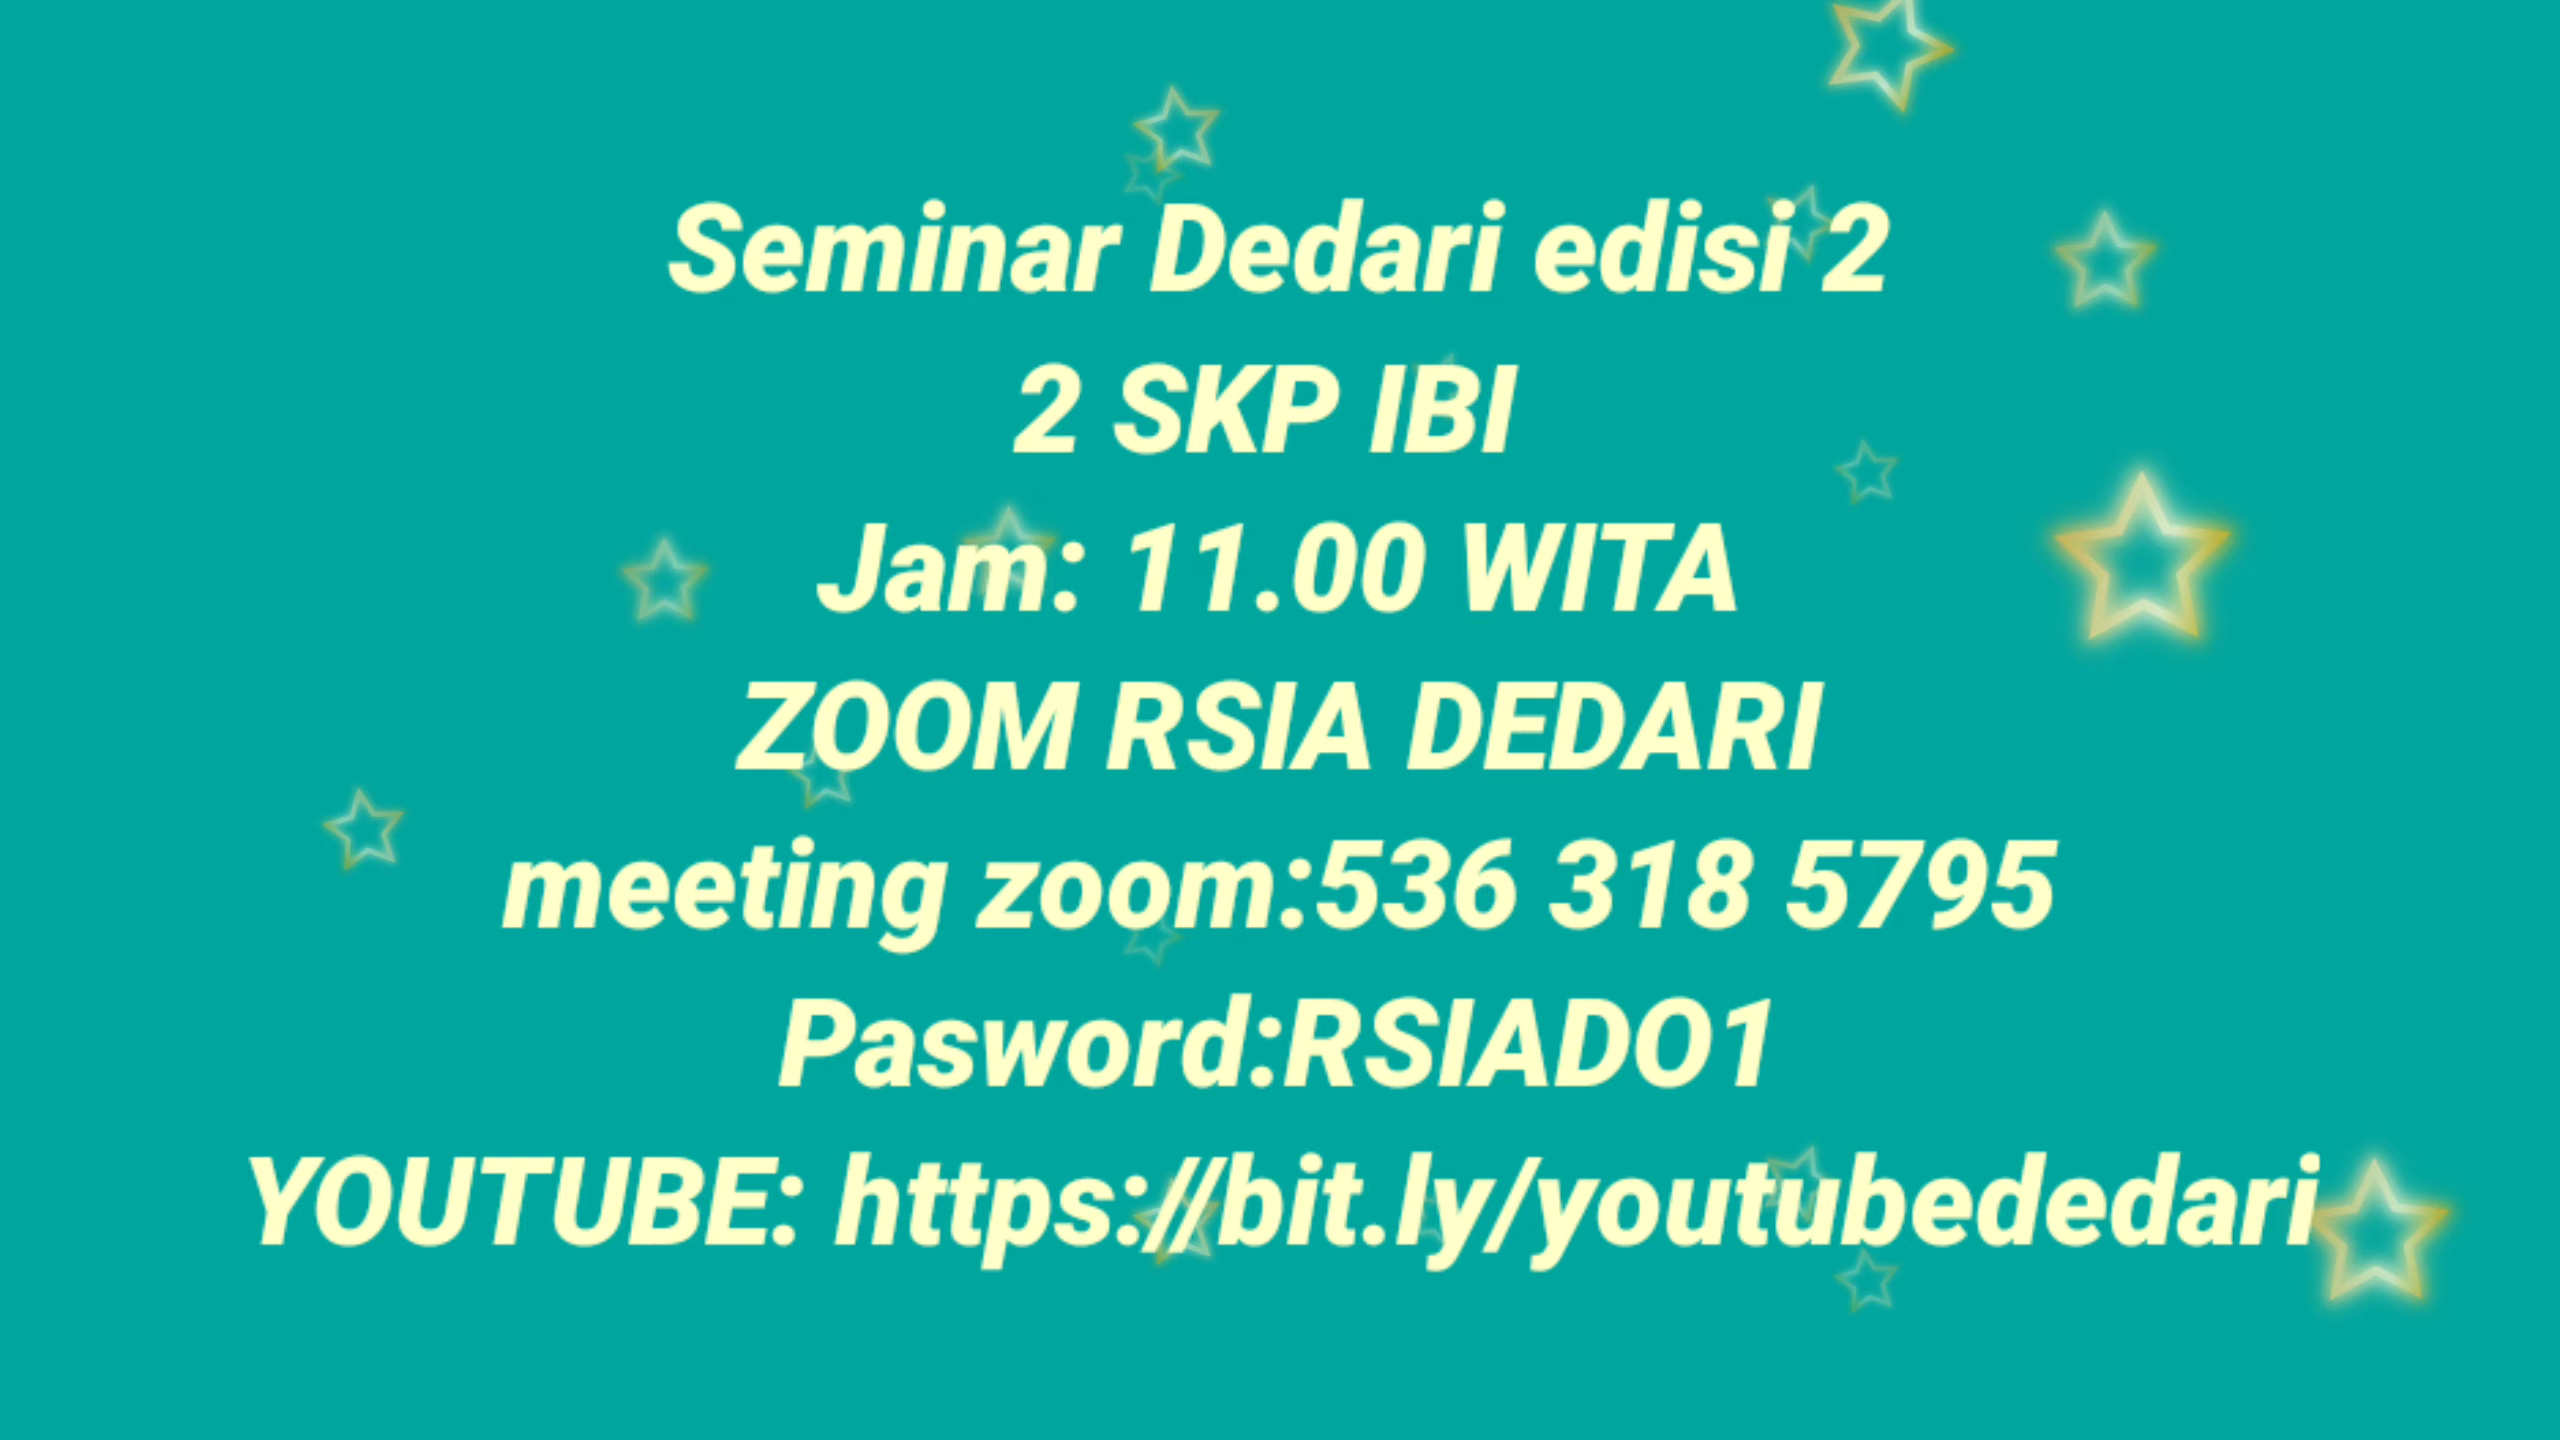 Seminar Dedari edisi 2
2 SKP IBI
Jam: 11.00 WITA
ZOOM RSIA DEDARI
meeting zoom:536 318 5795
Pasword:RSIADO1
YOUTUBE: https://bit.ly/youtubededari